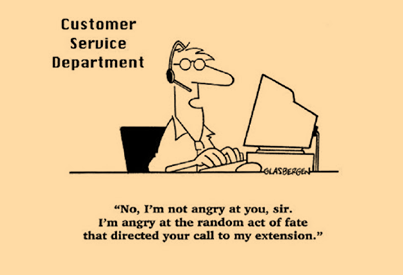 Customer
Service
Department
GLASBERGEN
“No, I’m not angry at you, sir.
I’m angry at the random act of fate
that directed your call to my extension.”